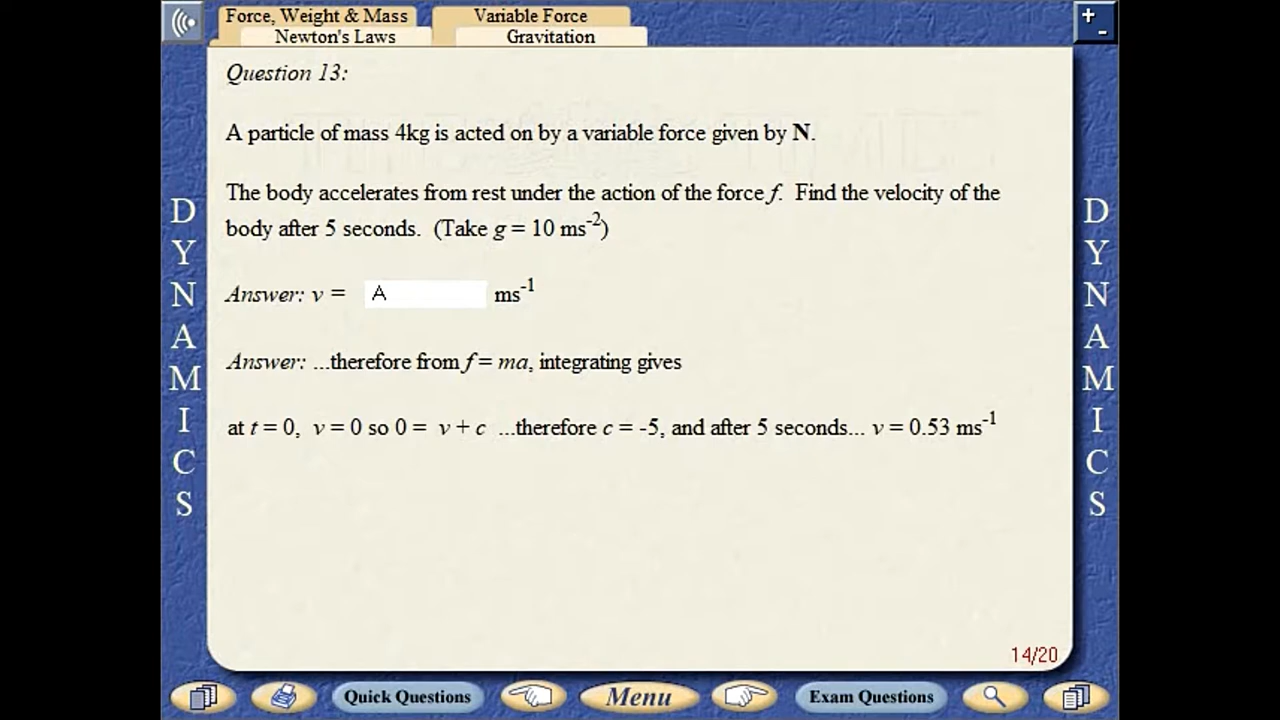 Force, Weight & Mass
Variable Force
Newton's Laws
Gravitation
+
-
Question 13:
A particle of mass 4kg is acted on by a variable force given by N.
The body accelerates from rest under the action of the force f. Find the velocity of the
body after 5 seconds. (Take g = 10 ms⁻²)
Answer: v = A ms⁻¹
Answer: ...therefore from f = ma, integrating gives
at t = 0, v = 0 so 0 = v + c ...therefore c = -5, and after 5 seconds... v = 0.53 ms⁻¹
DYNAMICS
DYNAMICS
14/20
Quick Questions
Menu
Exam Questions